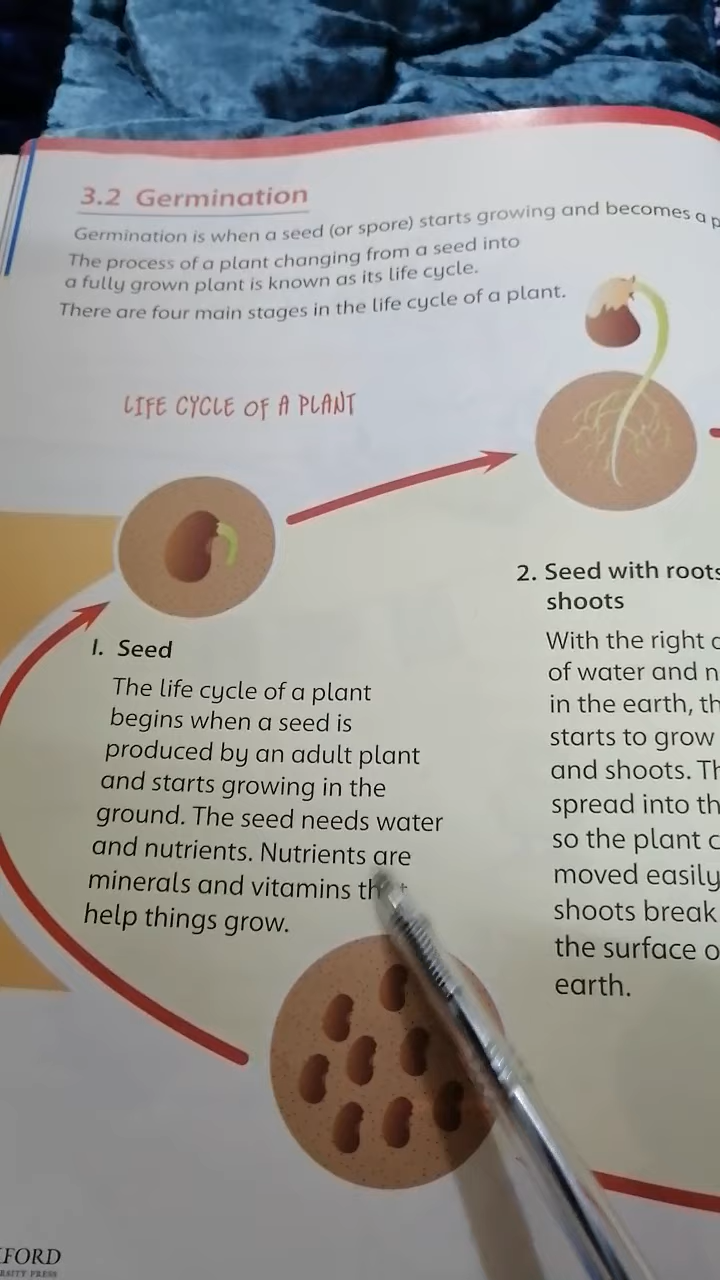 3.2 Germination
Germination is when a seed (or spore) starts growing and becomes a
The process of a plant changing from a seed into
a fully grown plant is known as its life cycle.
There are four main stages in the life cycle of a plant.
LIFE CYCLE OF A PLANT
1. Seed
The life cycle of a plant
begins when a seed is
produced by an adult plant
and starts growing in the
ground. The seed needs water
and nutrients. Nutrients are
minerals and vitamins that
help things grow.
2. Seed with roots
shoots
With the right
of water and
in the earth,
starts to grow
and shoots.
spread into
so the plant
moved easily
shoots break
the surface
earth.